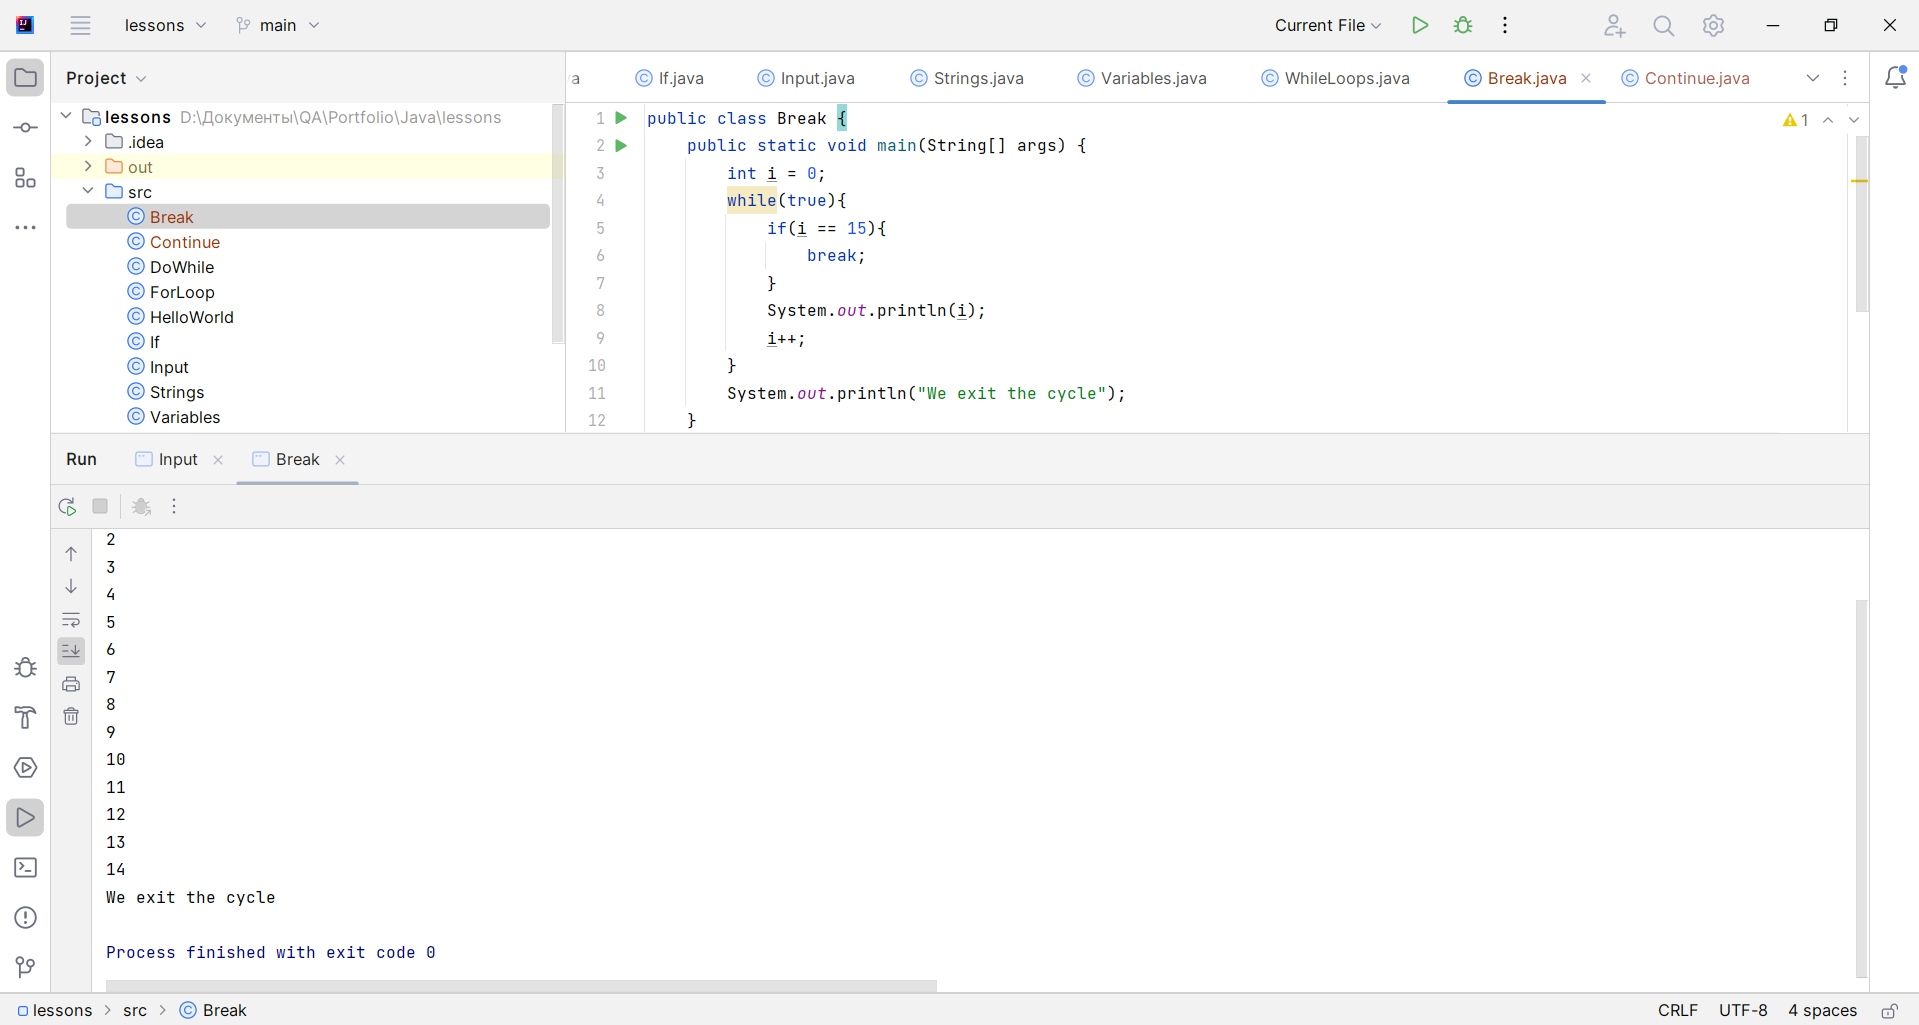 lessons main Current File
Project
a If.java Input.java Strings.java Variables.java WhileLoops.java Break.java Continue.java
lessons D:\Документы\QA\Portfolio\Java\lessons
.idea
out
src
Break
Continue
DoWhile
ForLoop
HelloWorld
If
Input
Strings
Variables
1 public class Break {
2 public static void main(String[] args) {
3 int i = 0;
4 while(true){
5 if(i == 15){
6 break;
7 }
8 System.out.println(i);
9 i++;
10 }
11 System.out.println("We exit the cycle");
12 }
1
Run Input Break
2
3
4
5
6
7
8
9
10
11
12
13
14
We exit the cycle
Process finished with exit code 0
lessons > src > Break CRLF UTF-8 4 spaces